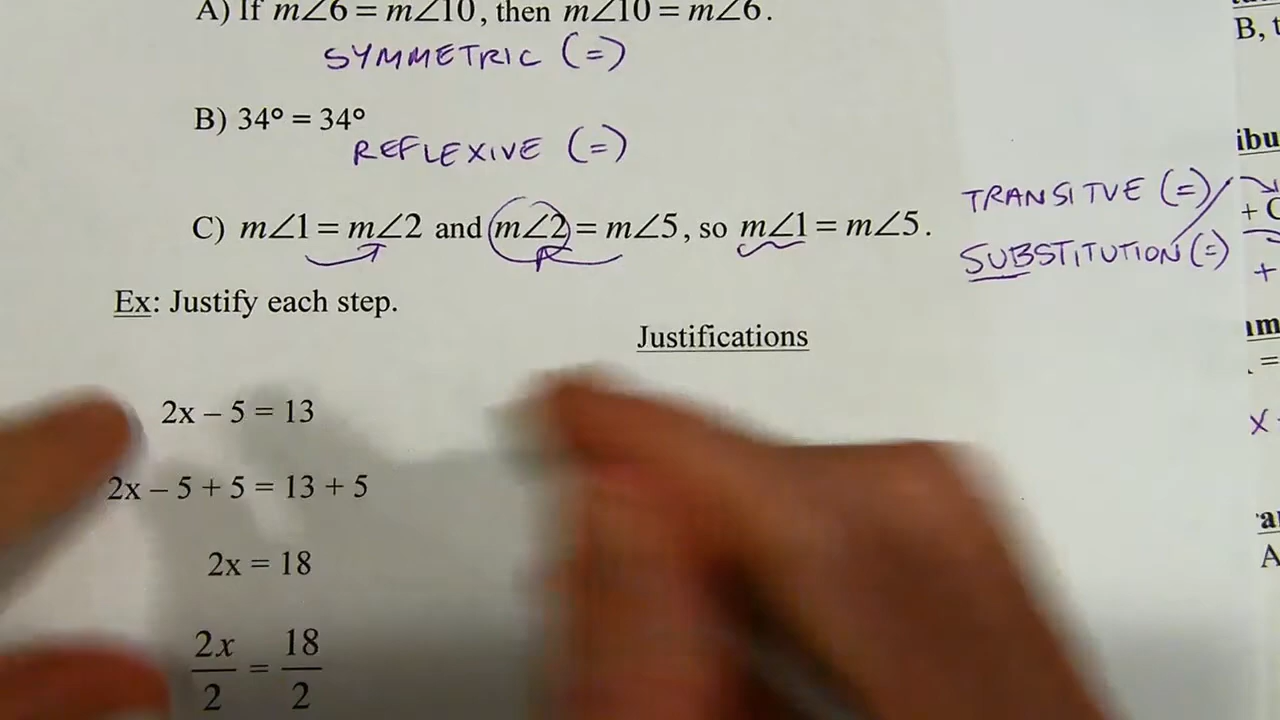 A) If m∠6 = m∠10, then m∠10 = m∠6.
SYMMETRIC (=)
B) 34° = 34°
REFLEXIVE (=)
C) m∠1 = m∠2 and m∠2 = m∠5, so m∠1 = m∠5.
TRANSITVE (=)
SUBSTITUTION (=)
Ex: Justify each step.
Justifications
2x – 5 = 13
2x – 5 + 5 = 13 + 5
2x = 18
2x/2 = 18/2
B, t
ibu
+ C
+
=
X
A